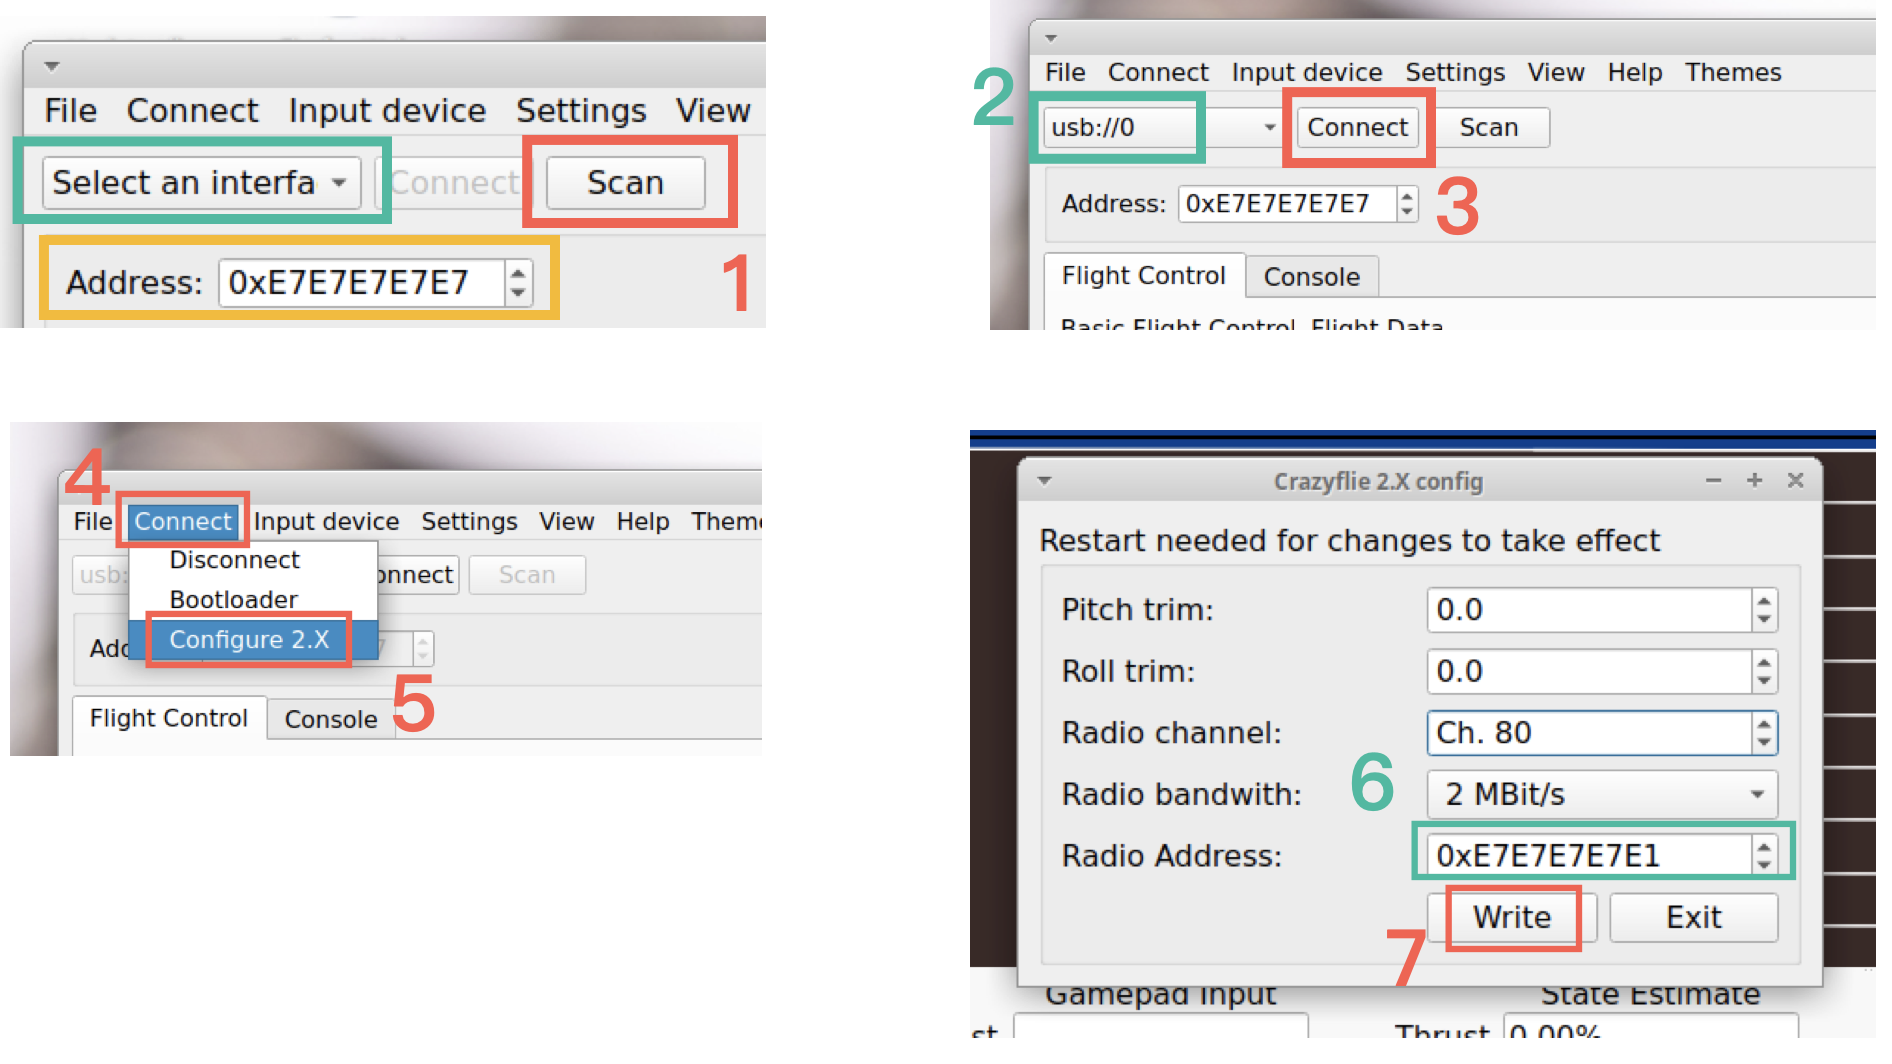 File Connect Input device Settings View
Select an interfa Connect Scan
Address: 0xE7E7E7E7E7
1
2
File Connect Input device Settings View Help Themes
usb://0 Connect Scan
Address: 0xE7E7E7E7E7
3
Flight Control Console
Basic Flight Control Flight Data
4
File Connect Input device Settings View Help Theme
usb: onnect Scan
Disconnect
Bootloader
Add 7
Configure 2.X
5
Flight Control Console
Crazyflie 2.X config
Restart needed for changes to take effect
Pitch trim: 0.0
Roll trim: 0.0
Radio channel: Ch. 80
Radio bandwith: 2 MBit/s
6
Radio Address: 0xE7E7E7E7E1
Write Exit
7
Gamepad Input State Estimate
st Thrust 0.00%